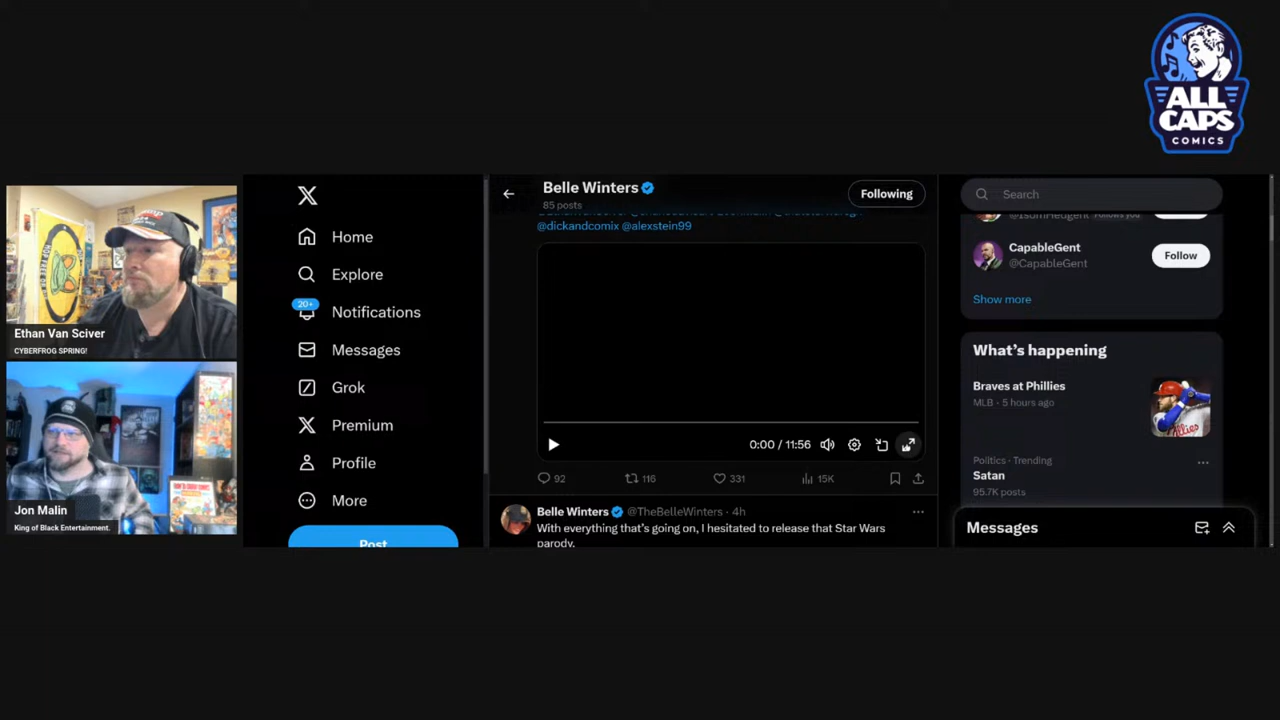 ALL
CAPS
COMICS
Ethan Van Sciver
CYBERFROG SPRING!
Jon Malin
King of Black Entertainment.
Home
Explore
20+
Notifications
Messages
Grok
Premium
Profile
More
Post
Belle Winters
85 posts
Following
@dickandcomix @alexstein99
0:00 / 11:56
92
116
331
15K
Belle Winters @TheBelleWinters · 4h
With everything that's going on, I hesitated to release that Star Wars
parody.
Search
Follows you
CapableGent
@CapableGent
Follow
Show more
What's happening
Braves at Phillies
MLB · 5 hours ago
Politics · Trending
Satan
95.7K posts
Messages